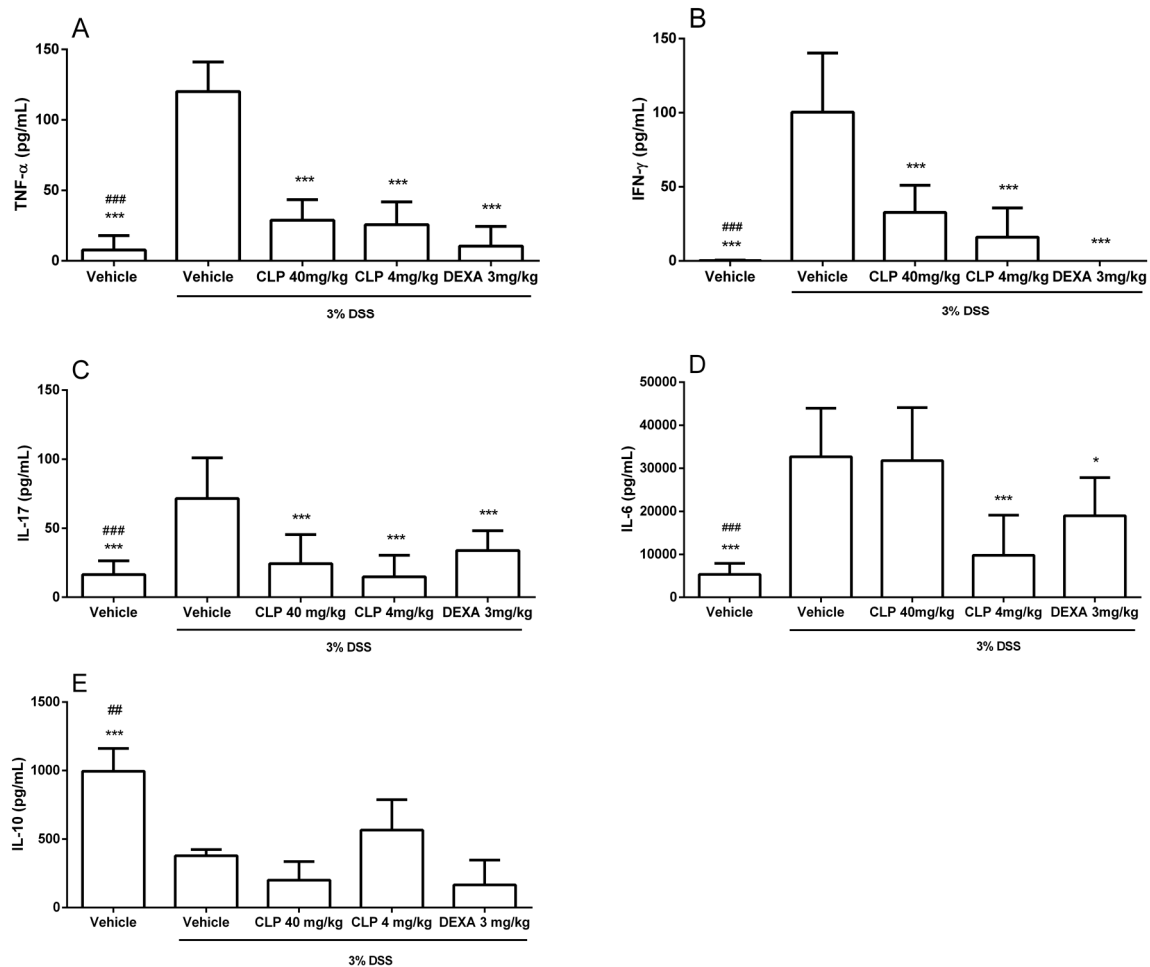 A
TNF-α (pg/mL)
150
100
50
0
###
***
***
***
***
Vehicle Vehicle CLP 40mg/kg CLP 4mg/kg DEXA 3mg/kg
3% DSS
B
IFN-γ (pg/mL)
150
100
50
0
###
***
***
***
***
Vehicle Vehicle CLP 40mg/kg CLP 4mg/kg DEXA 3mg/kg
3% DSS
C
IL-17 (pg/mL)
150
100
50
0
###
***
***
***
***
Vehicle Vehicle CLP 40 mg/kg CLP 4mg/kg DEXA 3mg/kg
3% DSS
D
IL-6 (pg/mL)
50000
40000
30000
20000
10000
0
###
***
***
*
Vehicle Vehicle CLP 40mg/kg CLP 4mg/kg DEXA 3mg/kg
3% DSS
E
IL-10 (pg/mL)
1500
1000
500
0
##
***
Vehicle Vehicle CLP 40 mg/kg CLP 4 mg/kg DEXA 3 mg/kg
3% DSS